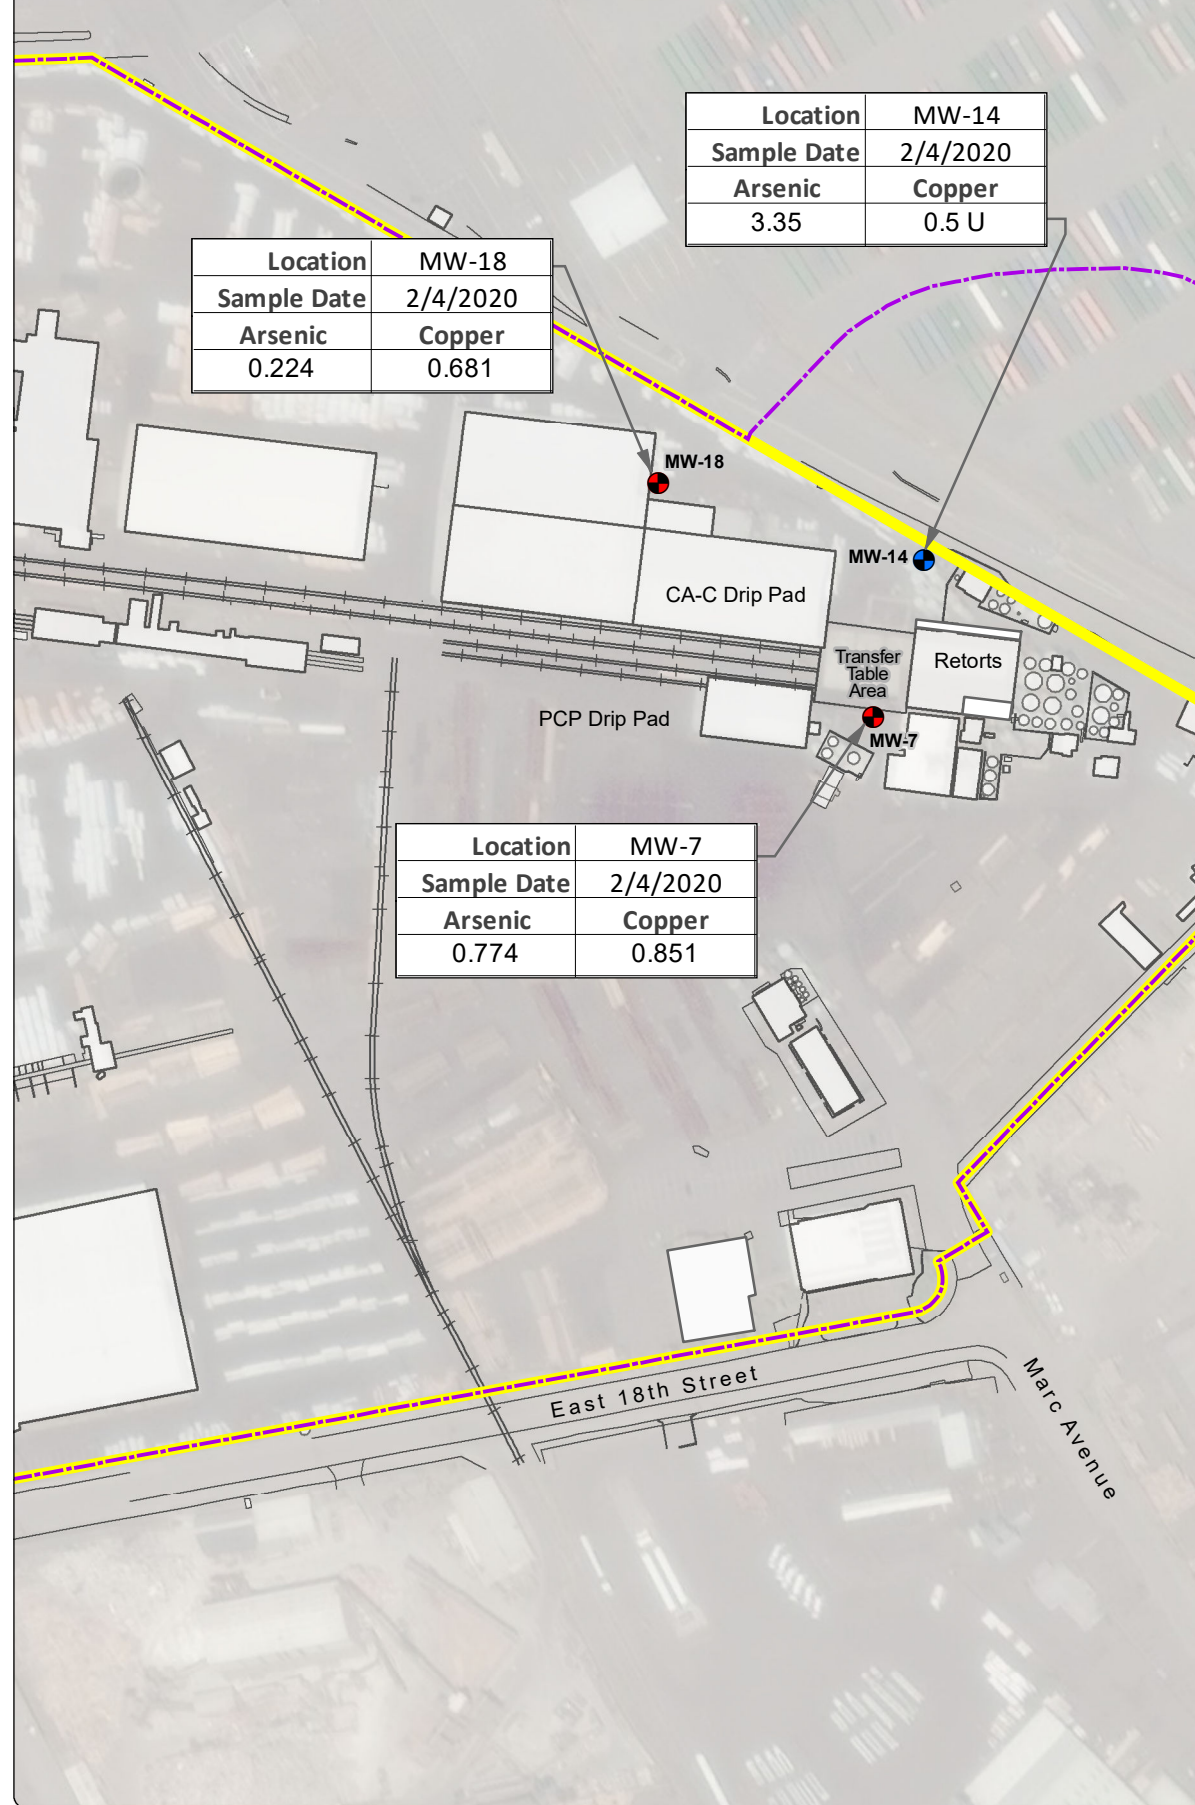 Location MW-14
Sample Date 2/4/2020
Arsenic Copper
3.35 0.5 U
Location MW-18
Sample Date 2/4/2020
Arsenic Copper
0.224 0.681
MW-18
MW-14
CA-C Drip Pad
Transfer
Table
Area
Retorts
PCP Drip Pad
MW-7
Location MW-7
Sample Date 2/4/2020
Arsenic Copper
0.774 0.851
East 18th Street
Marc Avenue